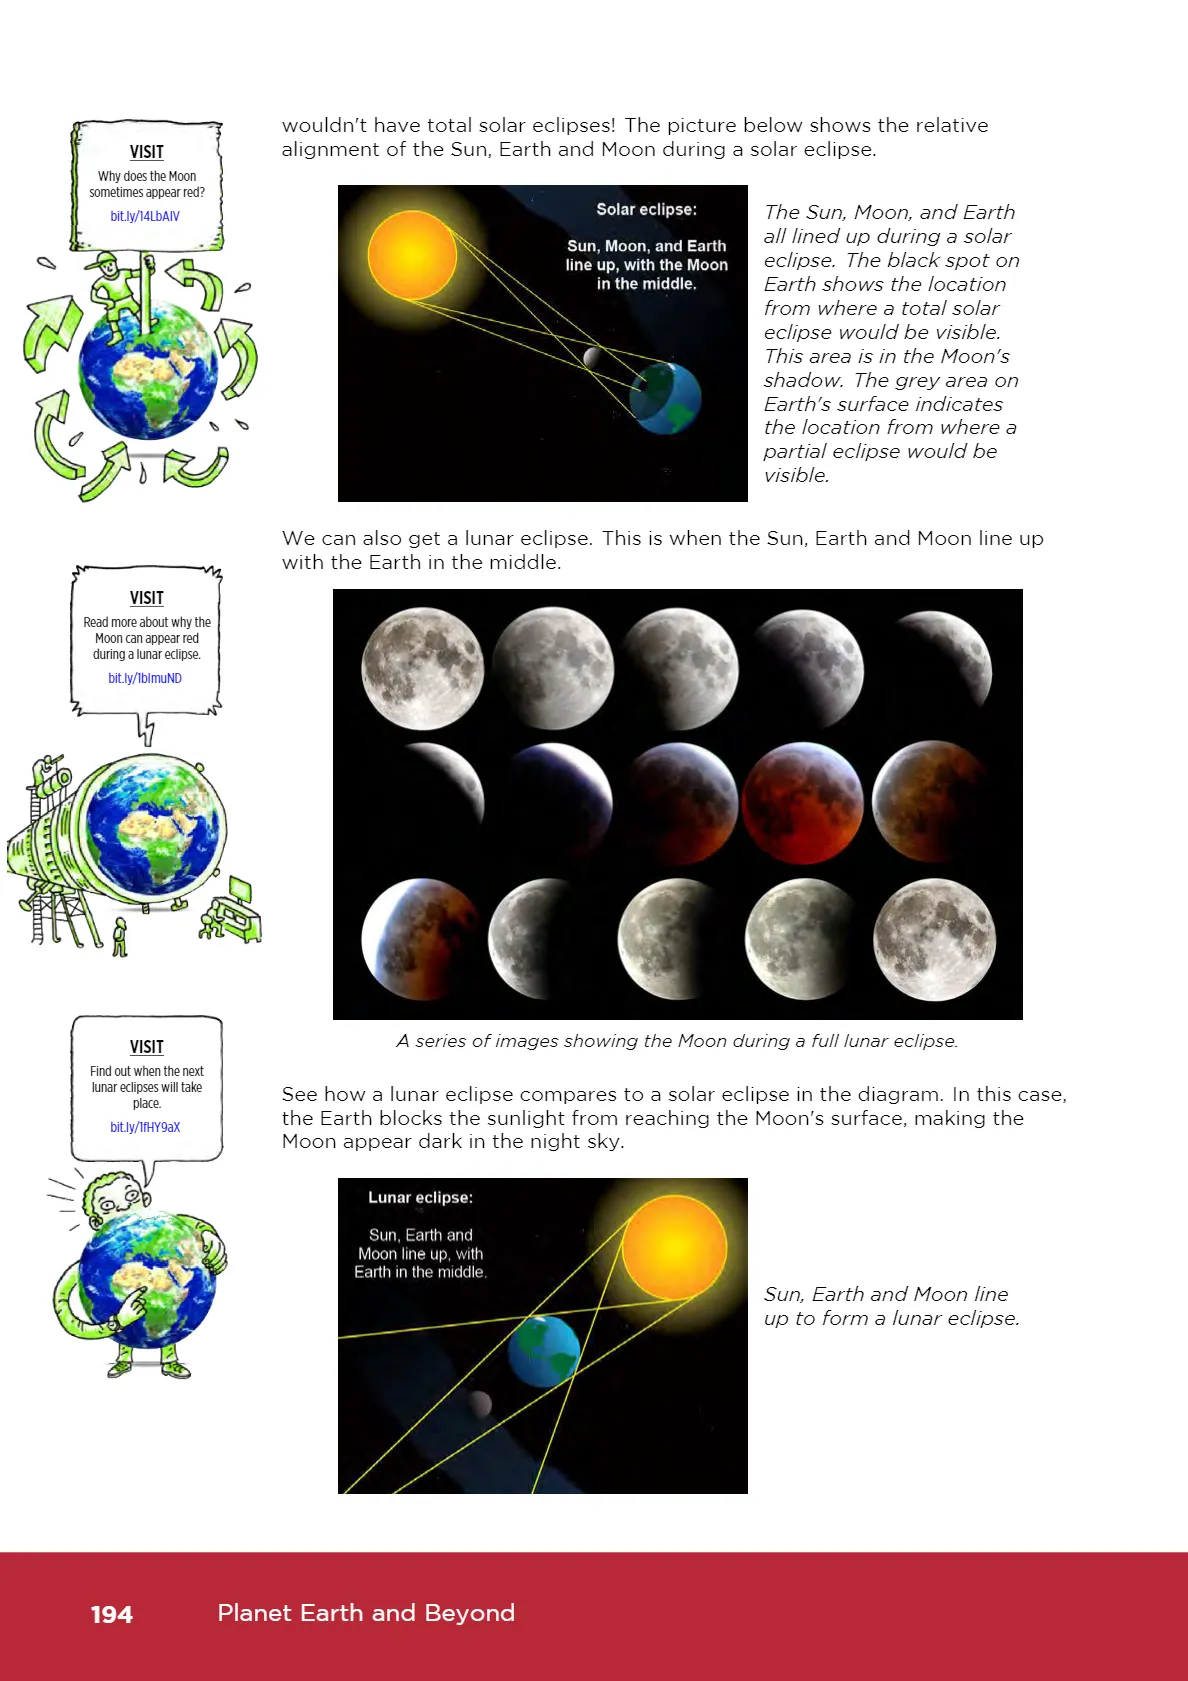 wouldn't have total solar eclipses! The picture below shows the relative
alignment of the Sun, Earth and Moon during a solar eclipse.
VISIT
Why does the Moon
sometimes appear red?
bit.ly/14LbAIV
Solar eclipse:
Sun, Moon, and Earth
line up, with the Moon
in the middle.
The Sun, Moon, and Earth
all lined up during a solar
eclipse. The black spot on
Earth shows the location
from where a total solar
eclipse would be visible.
This area is in the Moon's
shadow. The grey area on
Earth's surface indicates
the location from where a
partial eclipse would be
visible.
We can also get a lunar eclipse. This is when the Sun, Earth and Moon line up
with the Earth in the middle.
VISIT
Read more about why the
Moon can appear red
during a lunar eclipse.
bit.ly/1blmuND
A series of images showing the Moon during a full lunar eclipse.
VISIT
Find out when the next
lunar eclipses will take
place.
bit.ly/1fHY9aX
See how a lunar eclipse compares to a solar eclipse in the diagram. In this case,
the Earth blocks the sunlight from reaching the Moon's surface, making the
Moon appear dark in the night sky.
Lunar eclipse:
Sun, Earth and
Moon line up, with
Earth in the middle.
Sun, Earth and Moon line
up to form a lunar eclipse.
194
Planet Earth and Beyond